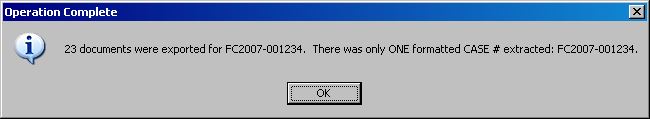 Operation Complete
23 documents were exported for FC2007-001234.  There was only ONE formatted CASE # extracted: FC2007-001234.
OK